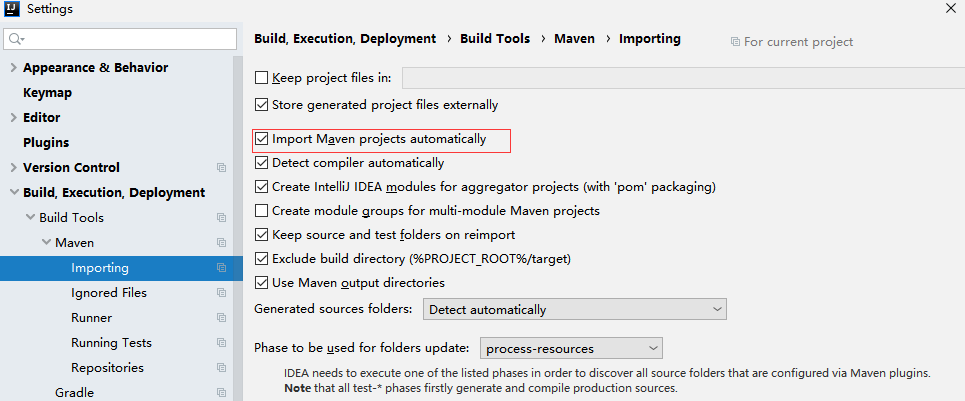 IJ Settings
Build, Execution, Deployment › Build Tools › Maven › Importing For current project
Appearance & Behavior
Keymap
Editor
Plugins
Version Control
Build, Execution, Deployment
Build Tools
Maven
Importing
Ignored Files
Runner
Running Tests
Repositories
Gradle
Keep project files in:
Store generated project files externally
Import Maven projects automatically
Detect compiler automatically
Create IntelliJ IDEA modules for aggregator projects (with 'pom' packaging)
Create module groups for multi-module Maven projects
Keep source and test folders on reimport
Exclude build directory (%PROJECT_ROOT%/target)
Use Maven output directories
Generated sources folders: Detect automatically
Phase to be used for folders update: process-resources
IDEA needs to execute one of the listed phases in order to discover all source folders that are configured via Maven plugins.
Note that all test-* phases firstly generate and compile production sources.